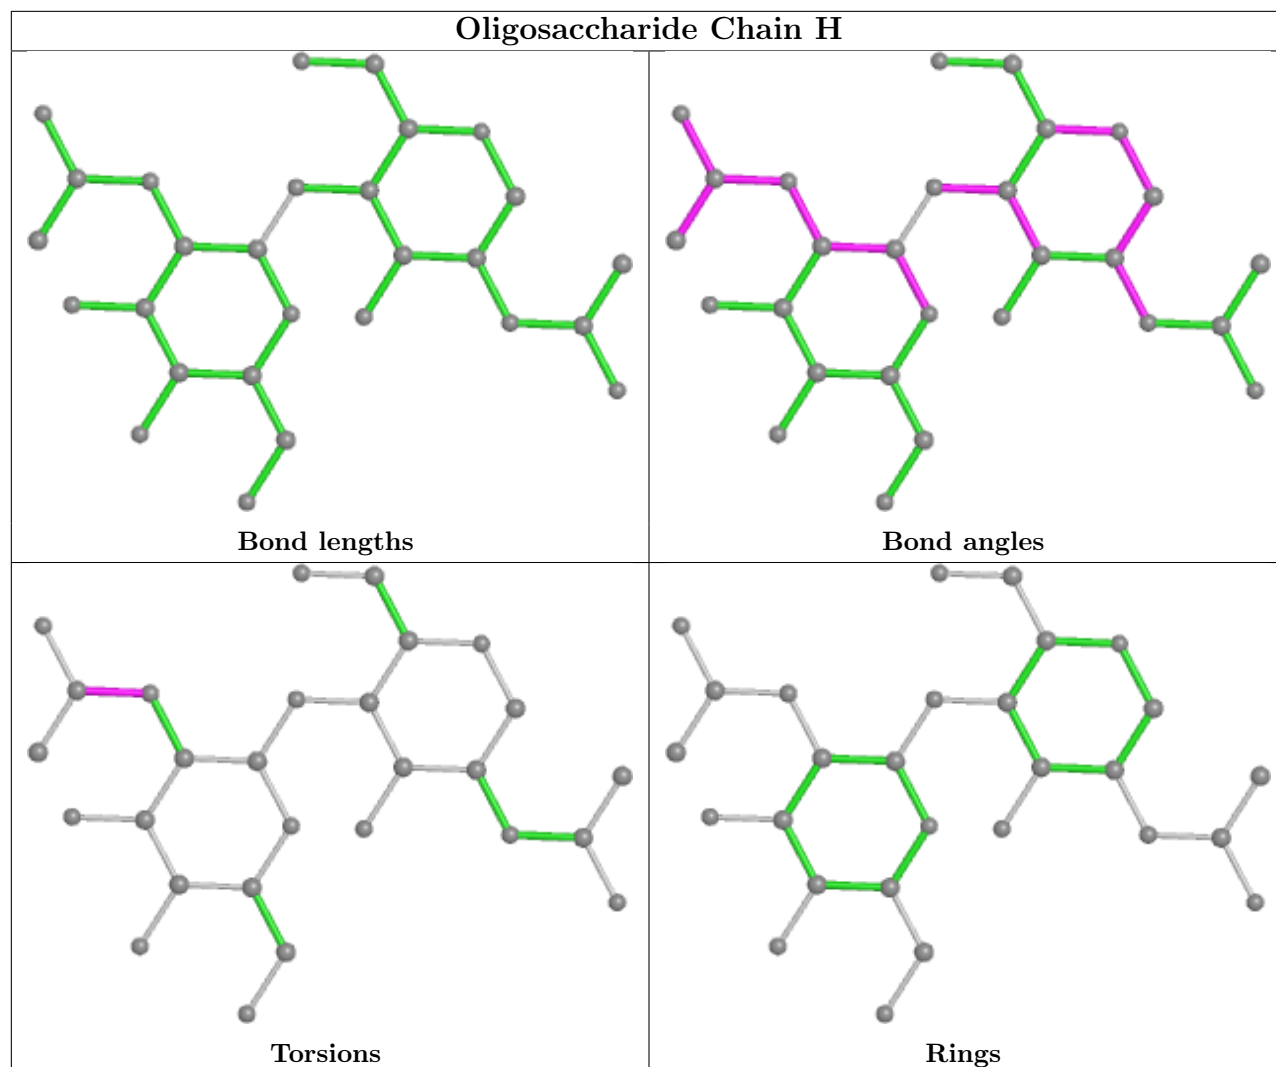 Oligosaccharide Chain H
Bond lengths
Bond angles
Torsions
Rings